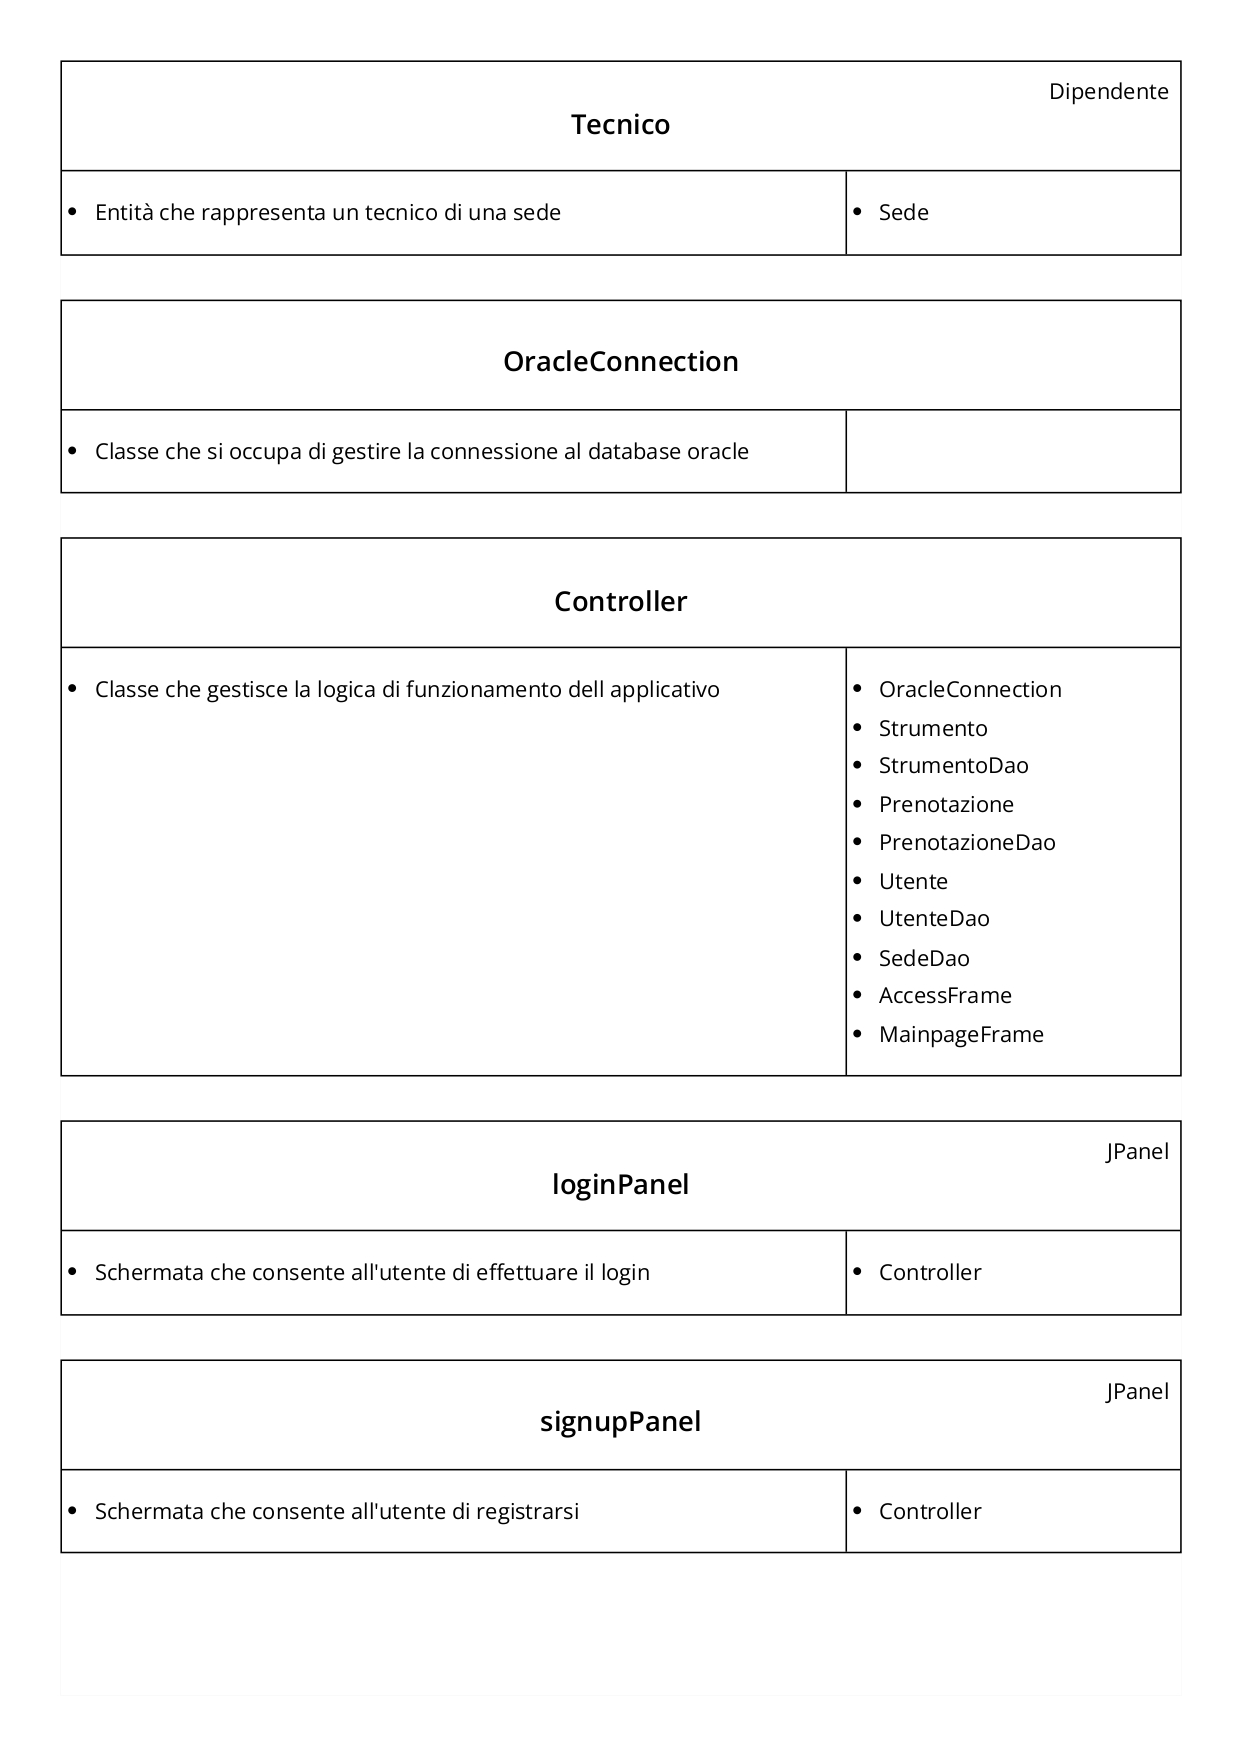 Dipendente
Tecnico
• Entità che rappresenta un tecnico di una sede
• Sede
OracleConnection
• Classe che si occupa di gestire la connessione al database oracle
Controller
• Classe che gestisce la logica di funzionamento dell applicativo
• OracleConnection
• Strumento
• StrumentoDao
• Prenotazione
• PrenotazioneDao
• Utente
• UtenteDao
• SedeDao
• AccessFrame
• MainpageFrame
JPanel
loginPanel
• Schermata che consente all'utente di effettuare il login
• Controller
JPanel
signupPanel
• Schermata che consente all'utente di registrarsi
• Controller